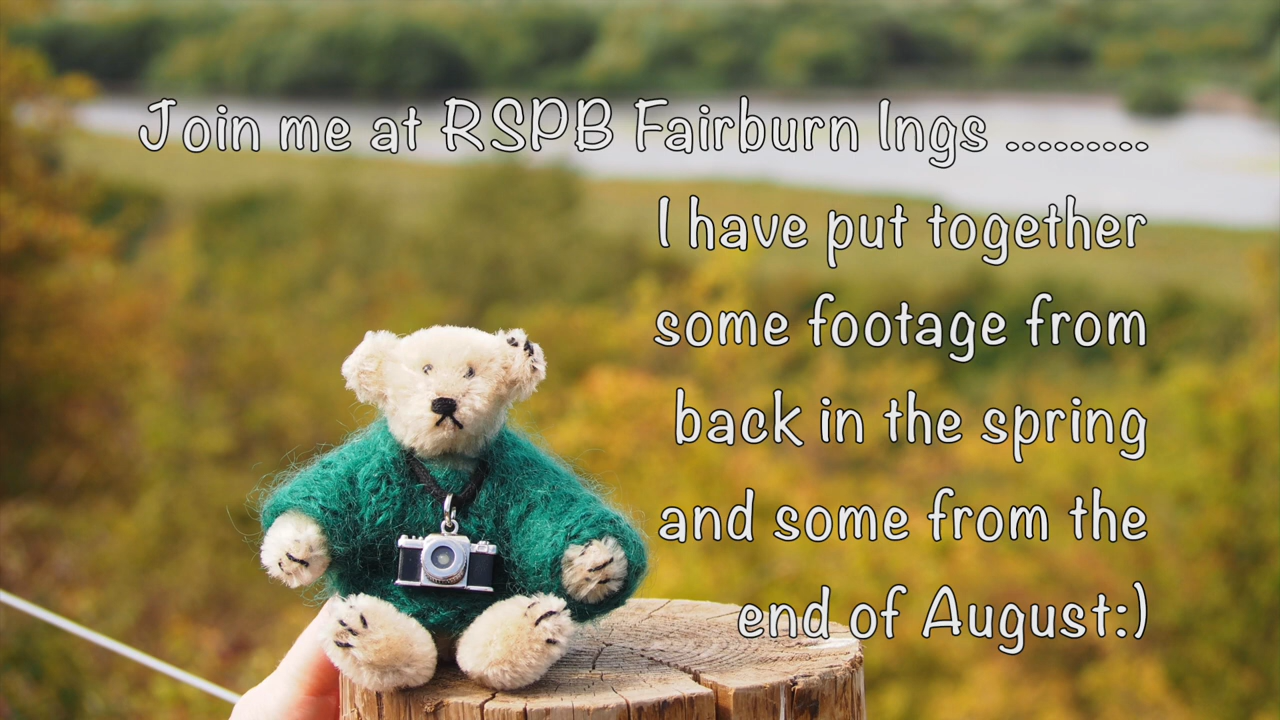 Join me at RSPB Fairburn Ings .........
I have put together
some footage from
back in the spring
and some from the
end of August:)